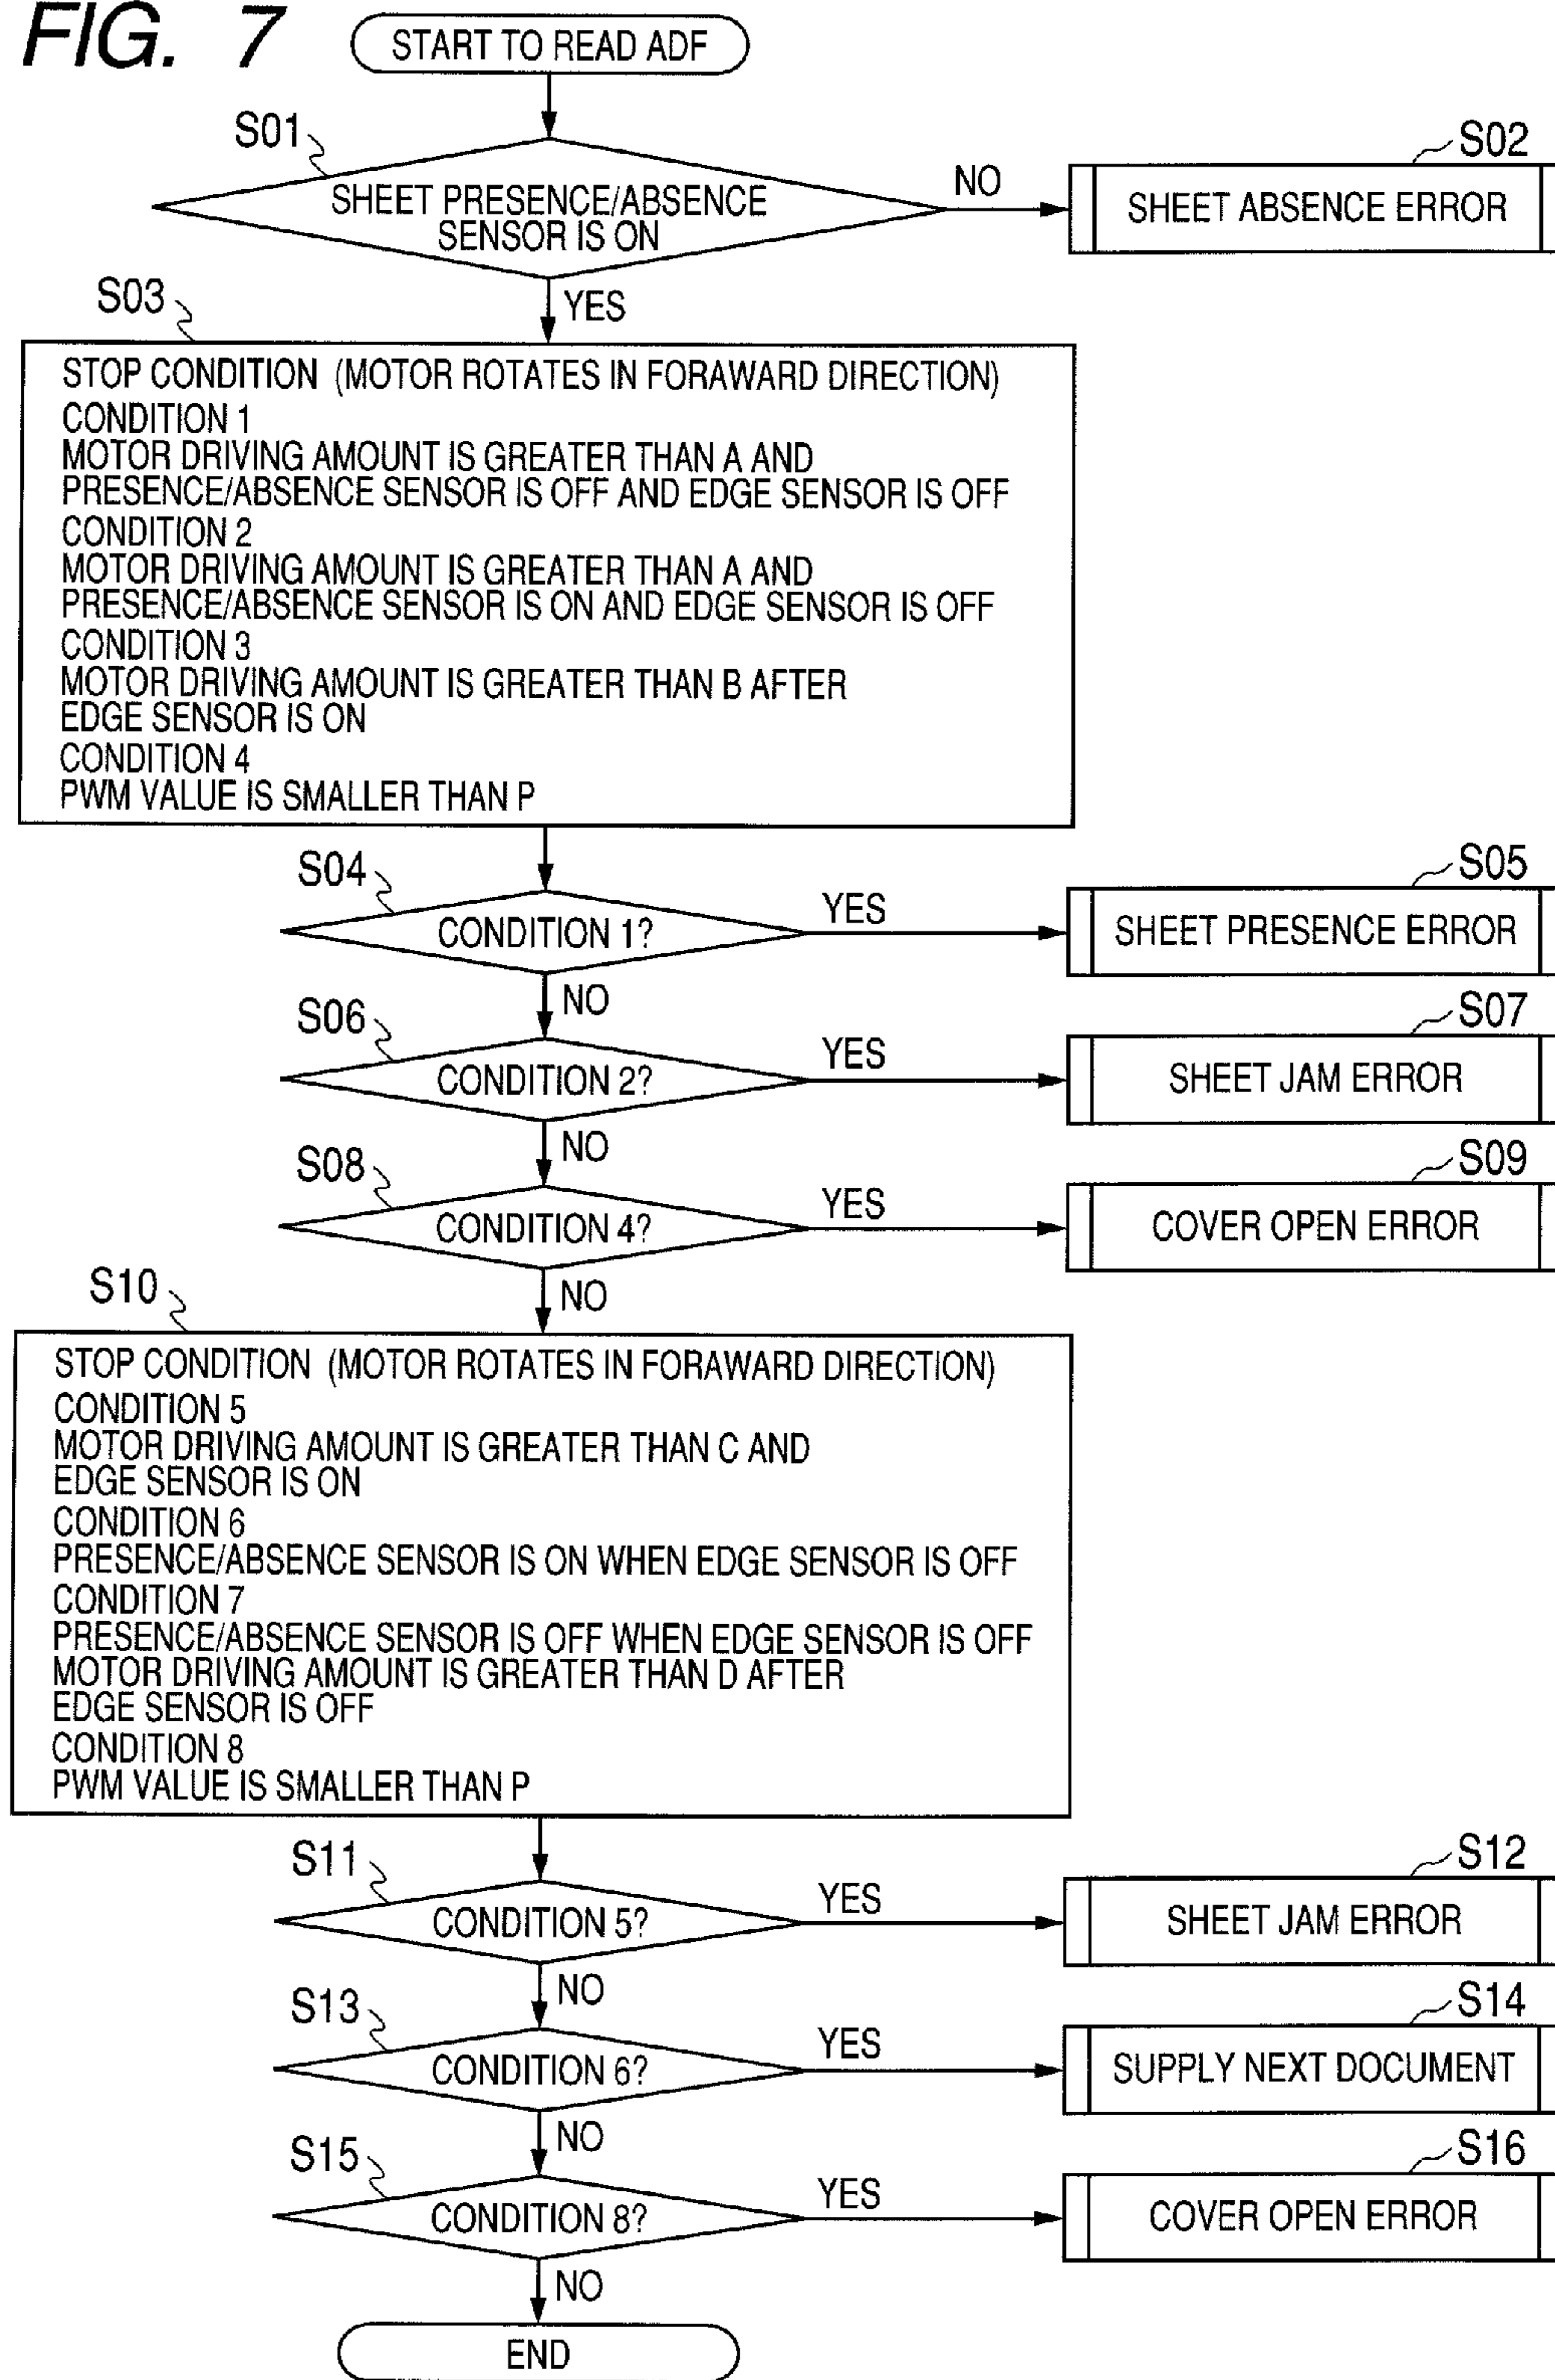 FIG. 7
START TO READ ADF
S01
SHEET PRESENCE/ABSENCE
SENSOR IS ON
NO
S02
SHEET ABSENCE ERROR
YES
S03
STOP CONDITION (MOTOR ROTATES IN FORAWARD DIRECTION)
CONDITION 1
MOTOR DRIVING AMOUNT IS GREATER THAN A AND
PRESENCE/ABSENCE SENSOR IS OFF AND EDGE SENSOR IS OFF
CONDITION 2
MOTOR DRIVING AMOUNT IS GREATER THAN A AND
PRESENCE/ABSENCE SENSOR IS ON AND EDGE SENSOR IS OFF
CONDITION 3
MOTOR DRIVING AMOUNT IS GREATER THAN B AFTER
EDGE SENSOR IS ON
CONDITION 4
PWM VALUE IS SMALLER THAN P
S04
CONDITION 1?
YES
S05
SHEET PRESENCE ERROR
NO
S06
CONDITION 2?
YES
S07
SHEET JAM ERROR
NO
S08
CONDITION 4?
YES
S09
COVER OPEN ERROR
NO
S10
STOP CONDITION (MOTOR ROTATES IN FORAWARD DIRECTION)
CONDITION 5
MOTOR DRIVING AMOUNT IS GREATER THAN C AND
EDGE SENSOR IS ON
CONDITION 6
PRESENCE/ABSENCE SENSOR IS ON WHEN EDGE SENSOR IS OFF
CONDITION 7
PRESENCE/ABSENCE SENSOR IS OFF WHEN EDGE SENSOR IS OFF
MOTOR DRIVING AMOUNT IS GREATER THAN D AFTER
EDGE SENSOR IS OFF
CONDITION 8
PWM VALUE IS SMALLER THAN P
S11
CONDITION 5?
YES
S12
SHEET JAM ERROR
NO
S13
CONDITION 6?
YES
S14
SUPPLY NEXT DOCUMENT
NO
S15
CONDITION 8?
YES
S16
COVER OPEN ERROR
NO
END